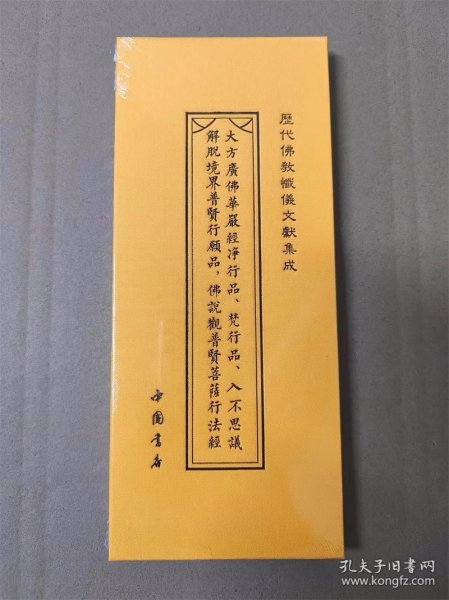 歷代佛教懺儀文獻集成
大方廣佛華嚴經淨行品、梵行品、入不思議
解脫境界普賢行願品，佛說觀普賢菩薩行法經
中国书店
孔夫子旧书网
www.kongfz.com